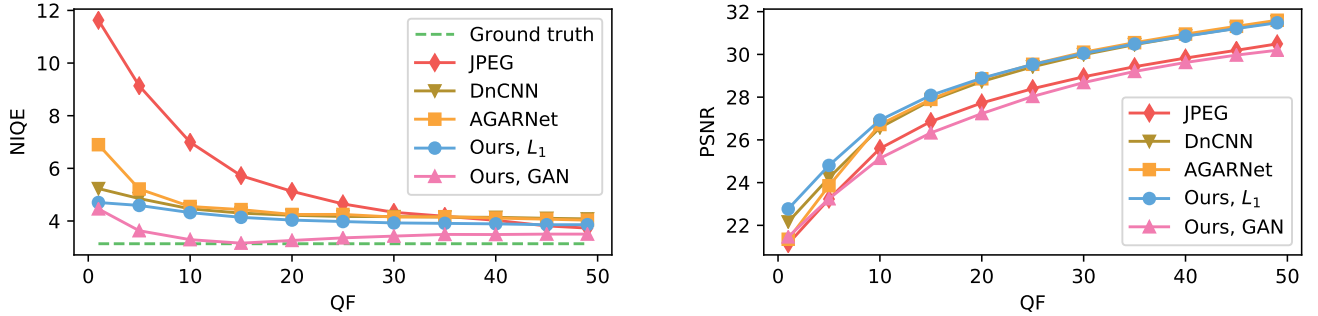 12
10
8
6
4
NIQE
0
10
20
30
40
50
QF
Ground truth
JPEG
DnCNN
AGARNet
Ours, L₁
Ours, GAN
32
30
28
26
24
22
PSNR
0
10
20
30
40
50
QF
JPEG
DnCNN
AGARNet
Ours, L₁
Ours, GAN